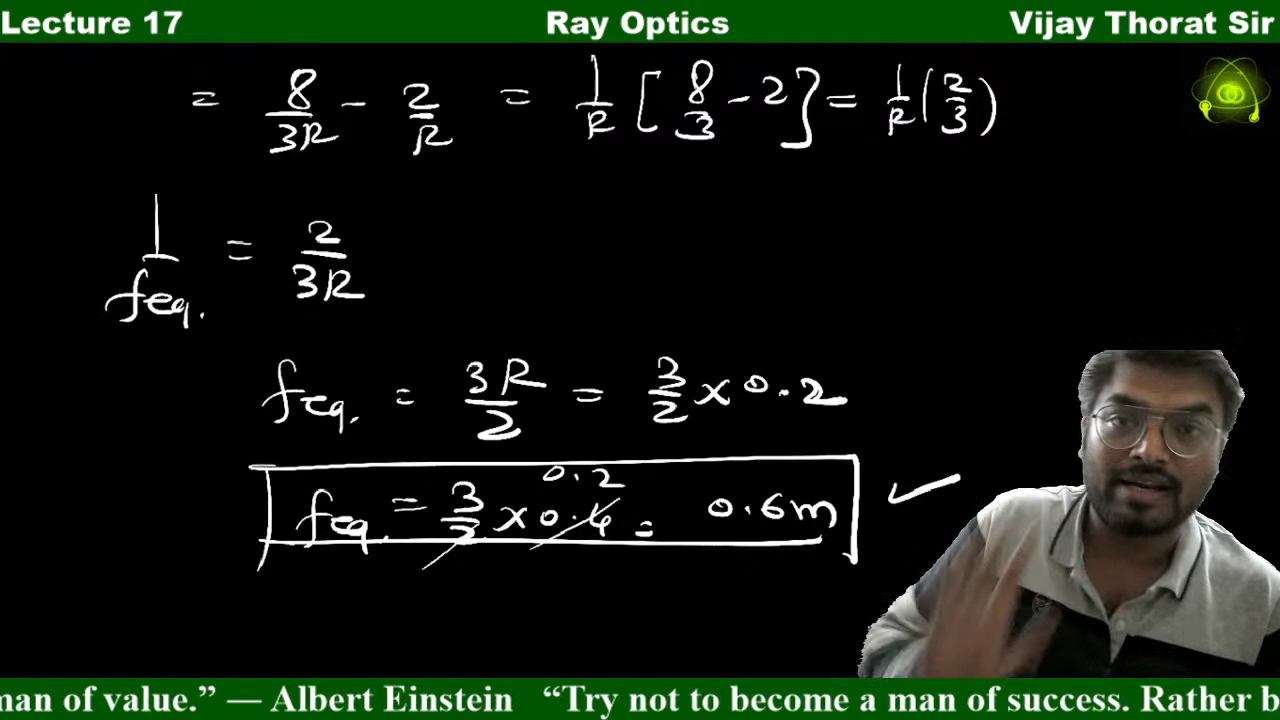 Lecture 17 Ray Optics Vijay Thorat Sir
= 8/3R - 2/R = 1/R [8/3 - 2] = 1/R (2/3)
1/feq. = 2/3R
feq. = 3R/2 = 3/2 x 0.2
0.2
feq. = 3/2 x 0.4 = 0.6m
man of value.” — Albert Einstein “Try not to become a man of success. Rather b